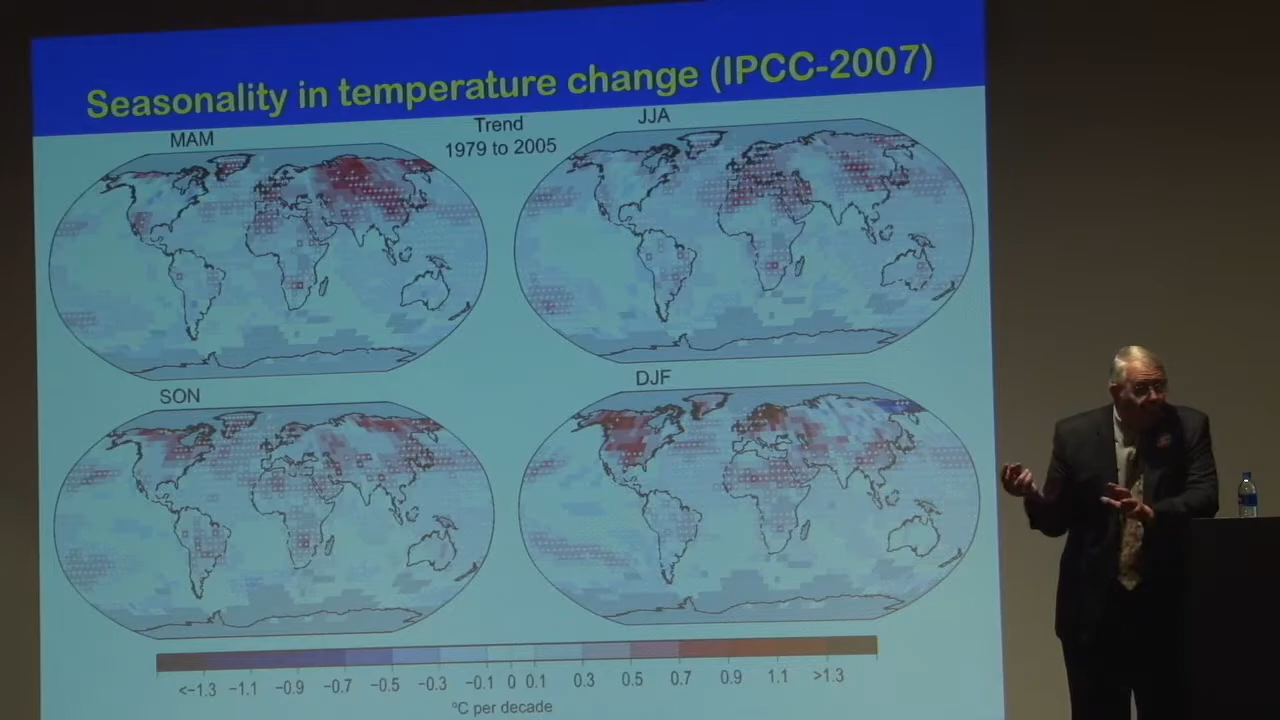 Seasonality in temperature change (IPCC-2007)
MAM
Trend
1979 to 2005
JJA
SON
DJF
<-1.3 -1.1 -0.9 -0.7 -0.5 -0.3 -0.1 0 0.1 0.3 0.5 0.7 0.9 1.1 >1.3
°C per decade